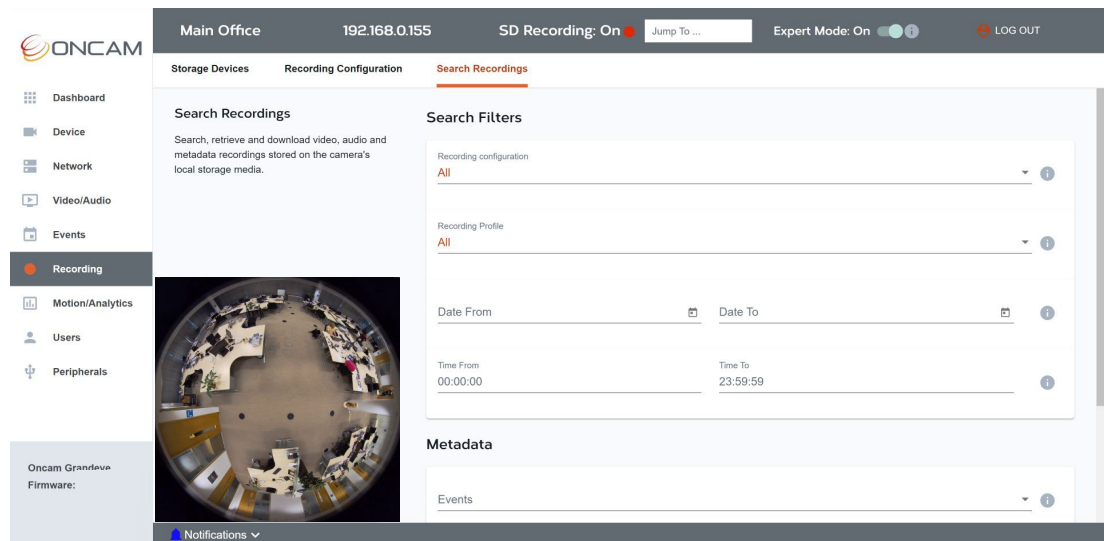 ONCAM
Main Office 192.168.0.155 SD Recording: On Jump To ... Expert Mode: On LOG OUT
Storage Devices Recording Configuration Search Recordings
Dashboard
Device
Network
Video/Audio
Events
Recording
Motion/Analytics
Users
Peripherals
Oncam Grandeye
Firmware:
Search Recordings
Search, retrieve and download video, audio and
metadata recordings stored on the camera's
local storage media.
Search Filters
Recording configuration
All
Recording Profile
All
Date From Date To
Time From Time To
00:00:00 23:59:59
Metadata
Events
Notifications